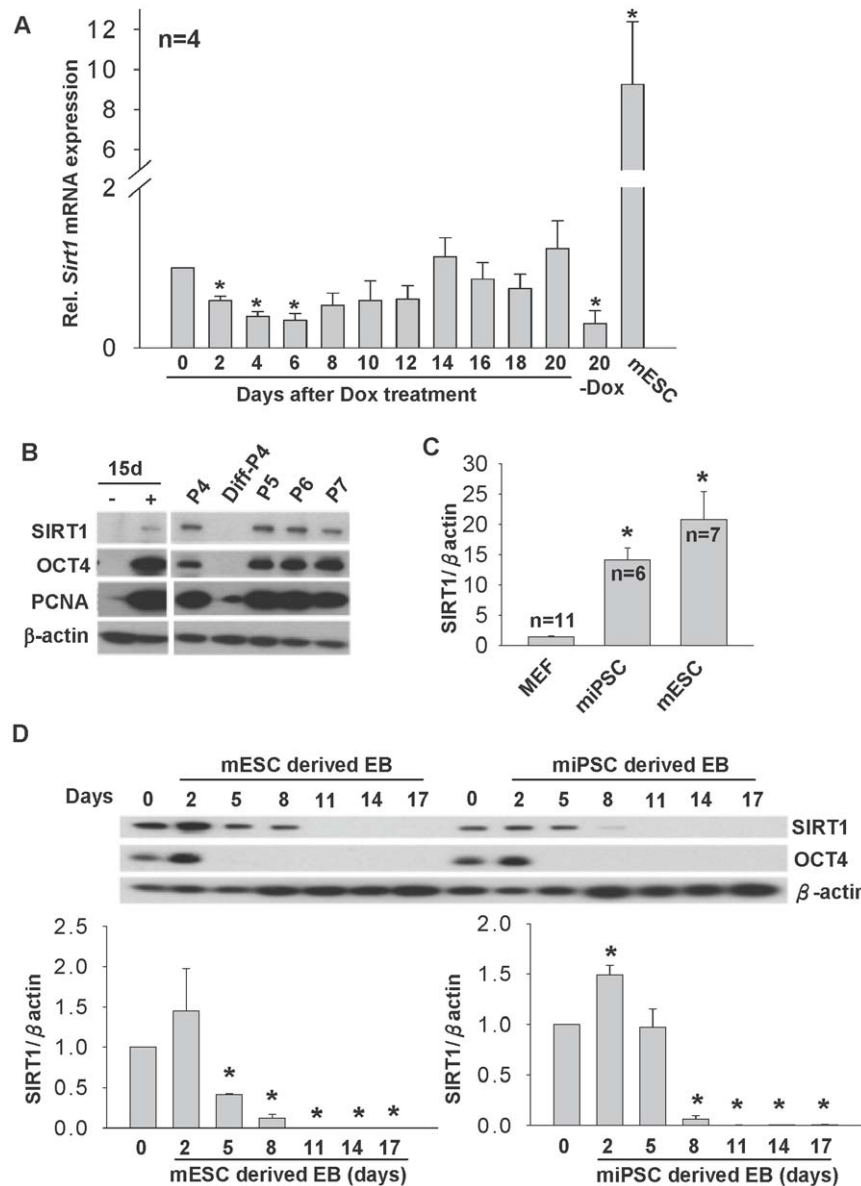 A
n=4
Rel. Sirt1 mRNA expression
12
10
8
6
4
2
0
* * * * *
0 2 4 6 8 10 12 14 16 18 20 20 mESC
-Dox
Days after Dox treatment
B
15d
- + P4 Diff-P4 P5 P6 P7
SIRT1
OCT4
PCNA
β-actin
C
SIRT1/βactin
30
25
20
15
10
5
0
* *
n=11 n=6 n=7
MEF miPSC mESC
D
mESC derived EB miPSC derived EB
Days 0 2 5 8 11 14 17 0 2 5 8 11 14 17
SIRT1
OCT4
β-actin
SIRT1/βactin
2.5
2.0
1.5
1.0
0.5
0.0
* * * * *
0 2 5 8 11 14 17
mESC derived EB (days)
SIRT1/βactin
2.0
1.5
1.0
0.5
0.0
* * * * *
0 2 5 8 11 14 17
miPSC derived EB (days)